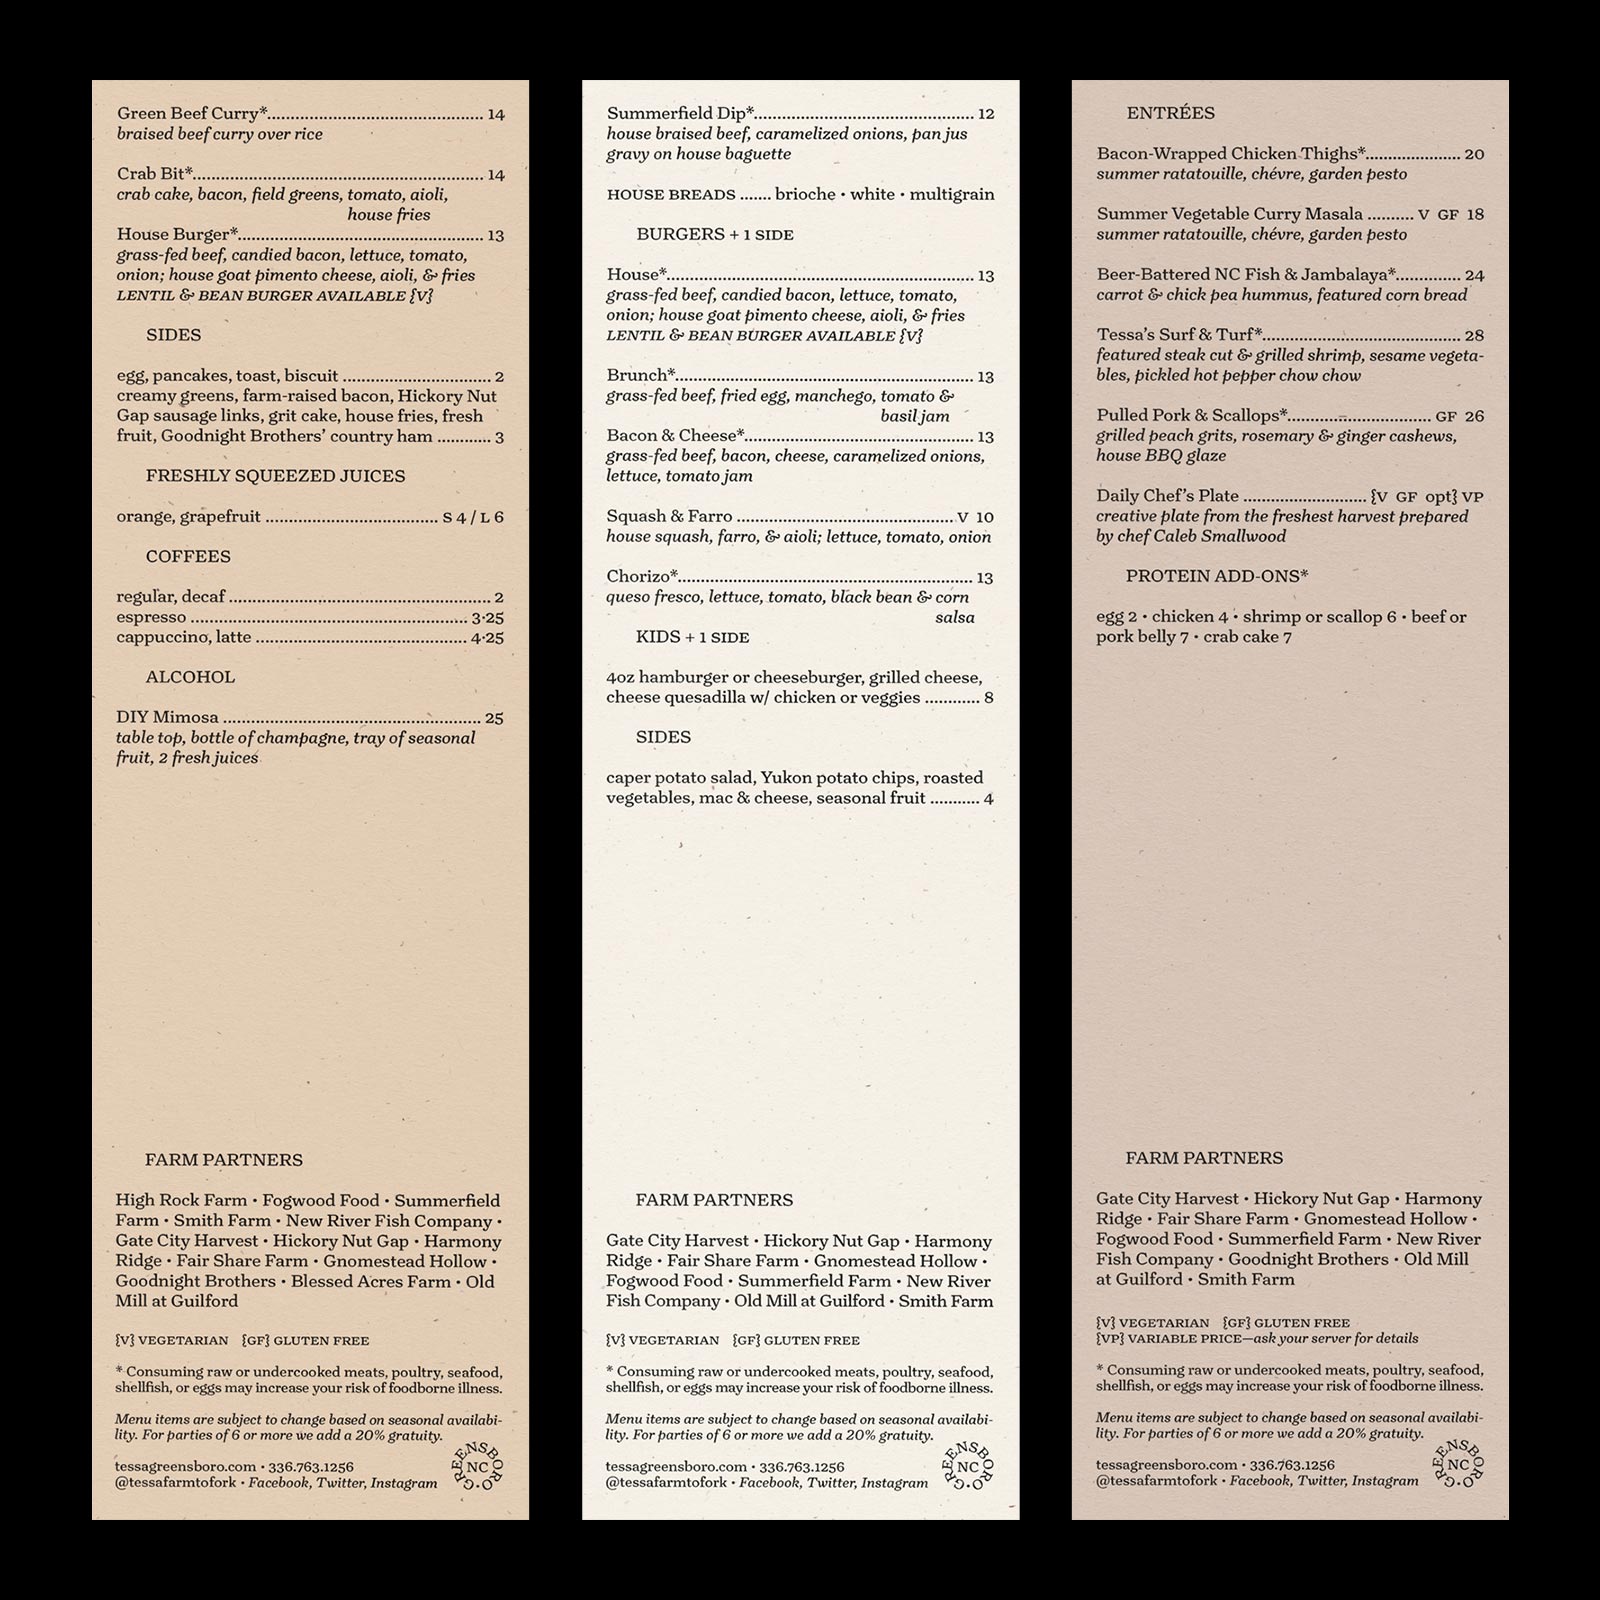 Green Beef Curry*........................................ 14
braised beef curry over rice
Crab Bit*..................................................... 14
crab cake, bacon, field greens, tomato, aioli,
house fries
House Burger*............................................. 13
grass-fed beef, candied bacon, lettuce, tomato,
onion; house goat pimento cheese, aioli, & fries
LENTIL & BEAN BURGER AVAILABLE {V}
SIDES
egg, pancakes, toast, biscuit ........................... 2
creamy greens, farm-raised bacon, Hickory Nut
Gap sausage links, grit cake, house fries, fresh
fruit, Goodnight Brothers’ country ham ........... 3
FRESHLY SQUEEZED JUICES
orange, grapefruit ............................... S 4 / L 6
COFFEES
regular, decaf ................................................ 2
espresso ................................................... 3·25
cappuccino, latte ....................................... 4·25
ALCOHOL
DIY Mimosa ............................................... 25
table top, bottle of champagne, tray of seasonal
fruit, 2 fresh juices
FARM PARTNERS
High Rock Farm • Fogwood Food • Summerfield
Farm • Smith Farm • New River Fish Company •
Gate City Harvest • Hickory Nut Gap • Harmony
Ridge • Fair Share Farm • Gnomestead Hollow •
Goodnight Brothers • Blessed Acres Farm • Old
Mill at Guilford
{V} VEGETARIAN {GF} GLUTEN FREE
* Consuming raw or undercooked meats, poultry, seafood,
shellfish, or eggs may increase your risk of foodborne illness.
Menu items are subject to change based on seasonal availabi-
lity. For parties of 6 or more we add a 20% gratuity.
tessagreensboro.com • 336.763.1256
@tessafarmtofork • Facebook, Twitter, Instagram
GREENSBORO • NC
Summerfield Dip*........................................ 12
house braised beef, caramelized onions, pan jus
gravy on house baguette
HOUSE BREADS ....... brioche • white • multigrain
BURGERS + 1 SIDE
House*........................................................ 13
grass-fed beef, candied bacon, lettuce, tomato,
onion; house goat pimento cheese, aioli, & fries
LENTIL & BEAN BURGER AVAILABLE {V}
Brunch*...................................................... 13
grass-fed beef, fried egg, manchego, tomato &
basil jam
Bacon & Cheese*.......................................... 13
grass-fed beef, bacon, cheese, caramelized onions,
lettuce, tomato jam
Squash & Farro ........................................ V 10
house squash, farro, & aioli; lettuce, tomato, onion
Chorizo*...................................................... 13
queso fresco, lettuce, tomato, black bean & corn
salsa
KIDS + 1 SIDE
4oz hamburger or cheeseburger, grilled cheese,
cheese quesadilla w/ chicken or veggies ............ 8
SIDES
caper potato salad, Yukon potato chips, roasted
vegetables, mac & cheese, seasonal fruit ........... 4
FARM PARTNERS
Gate City Harvest • Hickory Nut Gap • Harmony
Ridge • Fair Share Farm • Gnomestead Hollow •
Fogwood Food • Summerfield Farm • New River
Fish Company • Old Mill at Guilford • Smith Farm
{V} VEGETARIAN {GF} GLUTEN FREE
* Consuming raw or undercooked meats, poultry, seafood,
shellfish, or eggs may increase your risk of foodborne illness.
Menu items are subject to change based on seasonal availabi-
lity. For parties of 6 or more we add a 20% gratuity.
tessagreensboro.com • 336.763.1256
@tessafarmtofork • Facebook, Twitter, Instagram
GREENSBORO • NC
ENTRÉES
Bacon-Wrapped Chicken Thighs*................. 20
summer ratatouille, chévre, garden pesto
Summer Vegetable Curry Masala .......... V GF 18
summer ratatouille, chévre, garden pesto
Beer-Battered NC Fish & Jambalaya*............ 24
carrot & chick pea hummus, featured corn bread
Tessa’s Surf & Turf*..................................... 28
featured steak cut & grilled shrimp, sesame vegeta-
bles, pickled hot pepper chow chow
Pulled Pork & Scallops*........................... GF 26
grilled peach grits, rosemary & ginger cashews,
house BBQ glaze
Daily Chef’s Plate ....................... {V GF opt} VP
creative plate from the freshest harvest prepared
by chef Caleb Smallwood
PROTEIN ADD-ONS*
egg 2 • chicken 4 • shrimp or scallop 6 • beef or
pork belly 7 • crab cake 7
FARM PARTNERS
Gate City Harvest • Hickory Nut Gap • Harmony
Ridge • Fair Share Farm • Gnomestead Hollow •
Fogwood Food • Summerfield Farm • New River
Fish Company • Goodnight Brothers • Old Mill
at Guilford • Smith Farm
{V} VEGETARIAN {GF} GLUTEN FREE
{VP} VARIABLE PRICE—ask your server for details
* Consuming raw or undercooked meats, poultry, seafood,
shellfish, or eggs may increase your risk of foodborne illness.
Menu items are subject to change based on seasonal availabi-
lity. For parties of 6 or more we add a 20% gratuity.
tessagreensboro.com • 336.763.1256
@tessafarmtofork • Facebook, Twitter, Instagram
GREENSBORO • NC